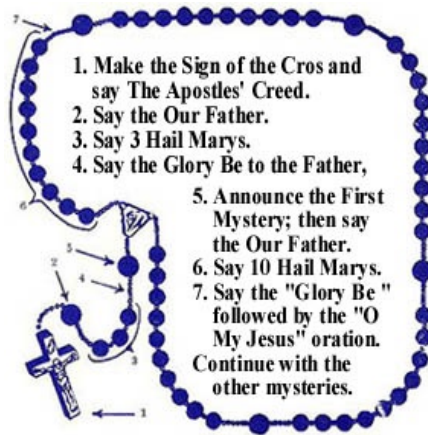 1. Make the Sign of the Cros and
say The Apostles' Creed.
2. Say the Our Father.
3. Say 3 Hail Marys.
4. Say the Glory Be to the Father,
5. Announce the First
Mystery; then say
the Our Father.
6. Say 10 Hail Marys.
7. Say the "Glory Be "
followed by the "O
My Jesus" oration.
Continue with the
other mysteries.
7
6
5
4
2
3
1